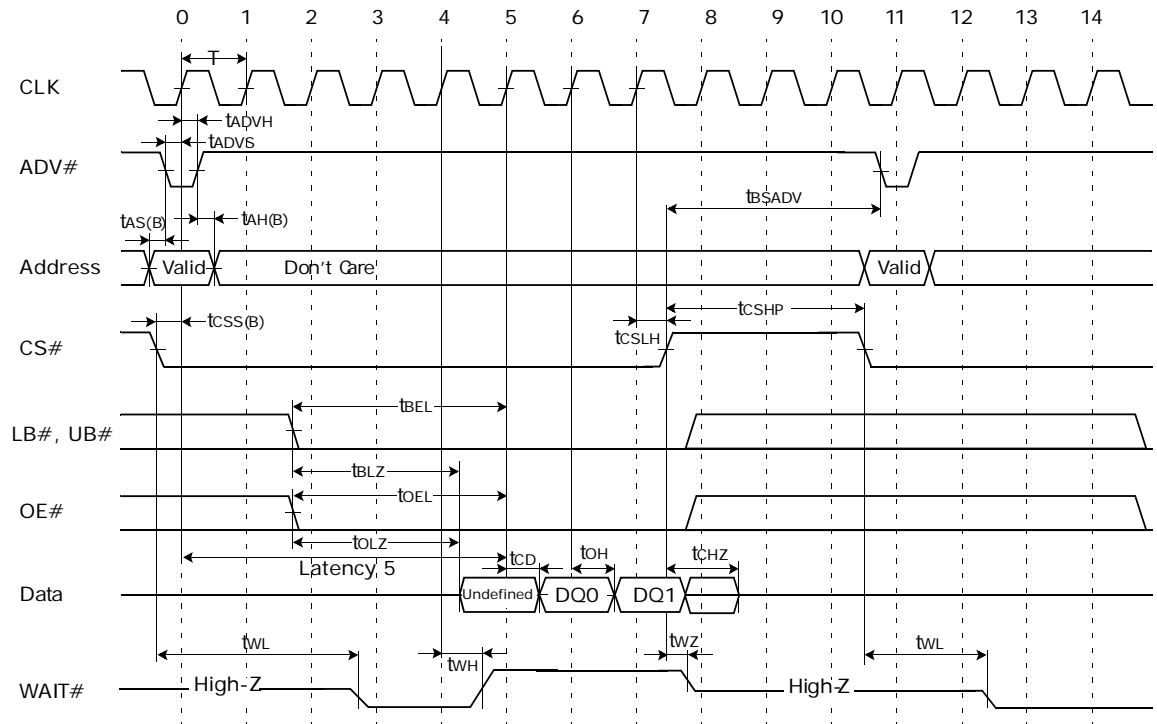 0 1 2 3 4 5 6 7 8 9 10 11 12 13 14
T
CLK
tADVH
tADVS
ADV#
tBSADV
tAS(B)
tAH(B)
Address Valid Don't Care Valid
tCSHP
tCSS(B)
tCSLH
CS#
tBEL
LB#, UB#
tBLZ
tOEL
OE#
tOLZ
tCD tOH tCHZ
Latency 5
Data Undefined DQ0 DQ1
tWL tWH tWZ tWL
WAIT# High-Z High-Z